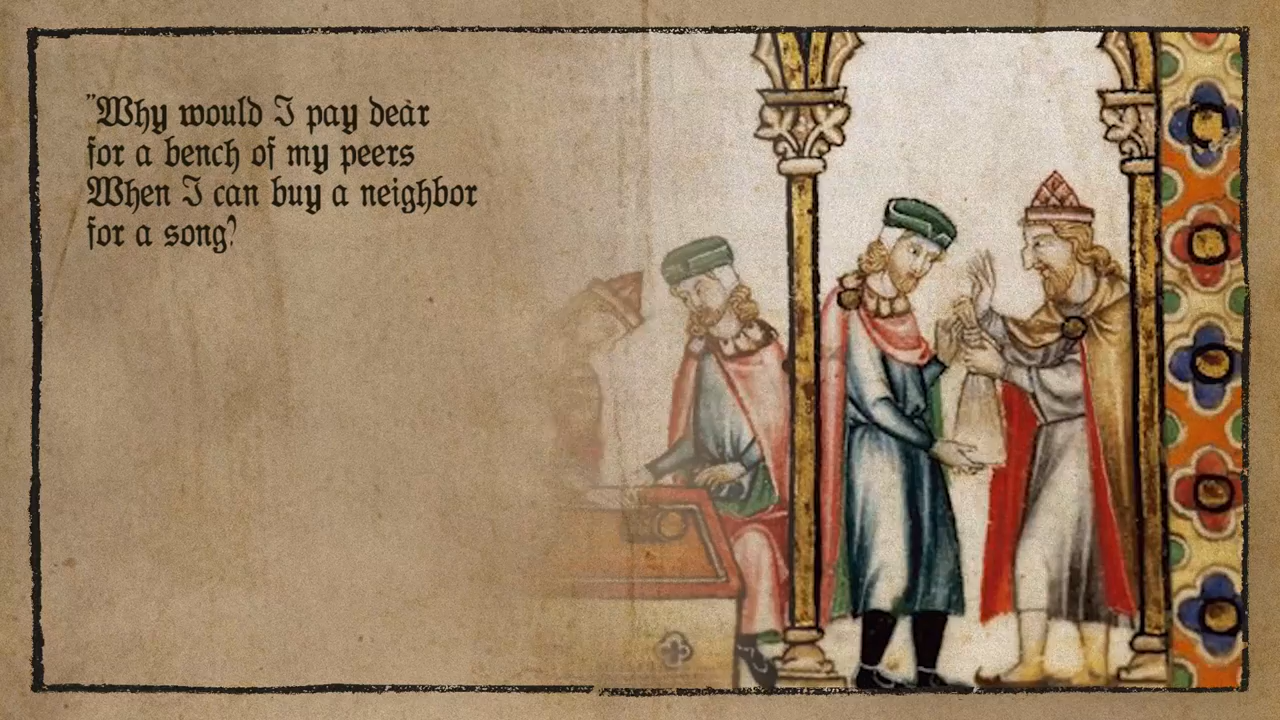 "Why would I pay dear
for a bench of my peers
When I can buy a neighbor
for a song?